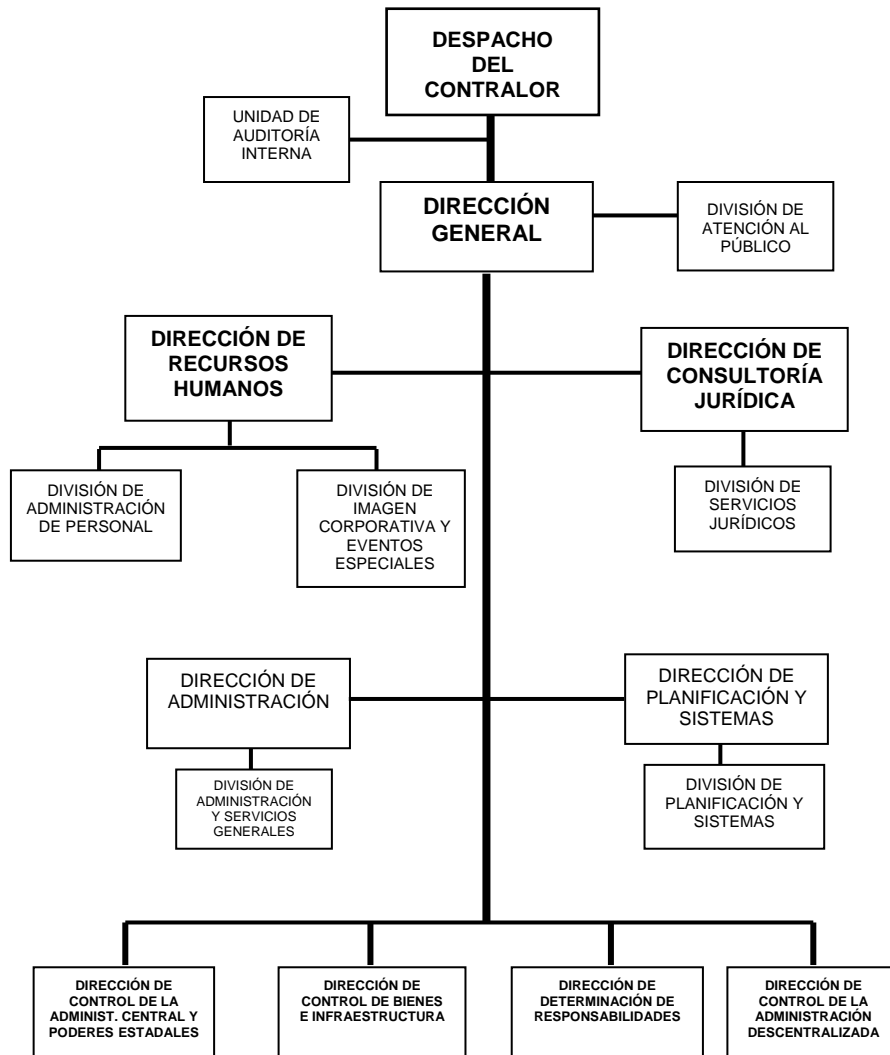 DESPACHO
DEL
CONTRALOR
UNIDAD DE
AUDITORÍA
INTERNA
DIRECCIÓN
GENERAL
DIVISIÓN DE
ATENCIÓN AL
PÚBLICO
DIRECCIÓN DE
RECURSOS
HUMANOS
DIRECCIÓN DE
CONSULTORÍA
JURÍDICA
DIVISIÓN DE
ADMINISTRACIÓN
DE PERSONAL
DIVISIÓN DE
IMAGEN
CORPORATIVA Y
EVENTOS
ESPECIALES
DIVISIÓN DE
SERVICIOS
JURÍDICOS
DIRECCIÓN DE
ADMINISTRACIÓN
DIRECCIÓN DE
PLANIFICACIÓN Y
SISTEMAS
DIVISIÓN DE
ADMINISTRACIÓN
Y SERVICIOS
GENERALES
DIVISIÓN DE
PLANIFICACIÓN Y
SISTEMAS
DIRECCIÓN DE
CONTROL DE LA
ADMINIST. CENTRAL Y
PODERES ESTADALES
DIRECCIÓN DE
CONTROL DE BIENES
E INFRAESTRUCTURA
DIRECCIÓN DE
DETERMINACIÓN DE
RESPONSABILIDADES
DIRECCIÓN DE
CONTROL DE LA
ADMINISTRACIÓN
DESCENTRALIZADA